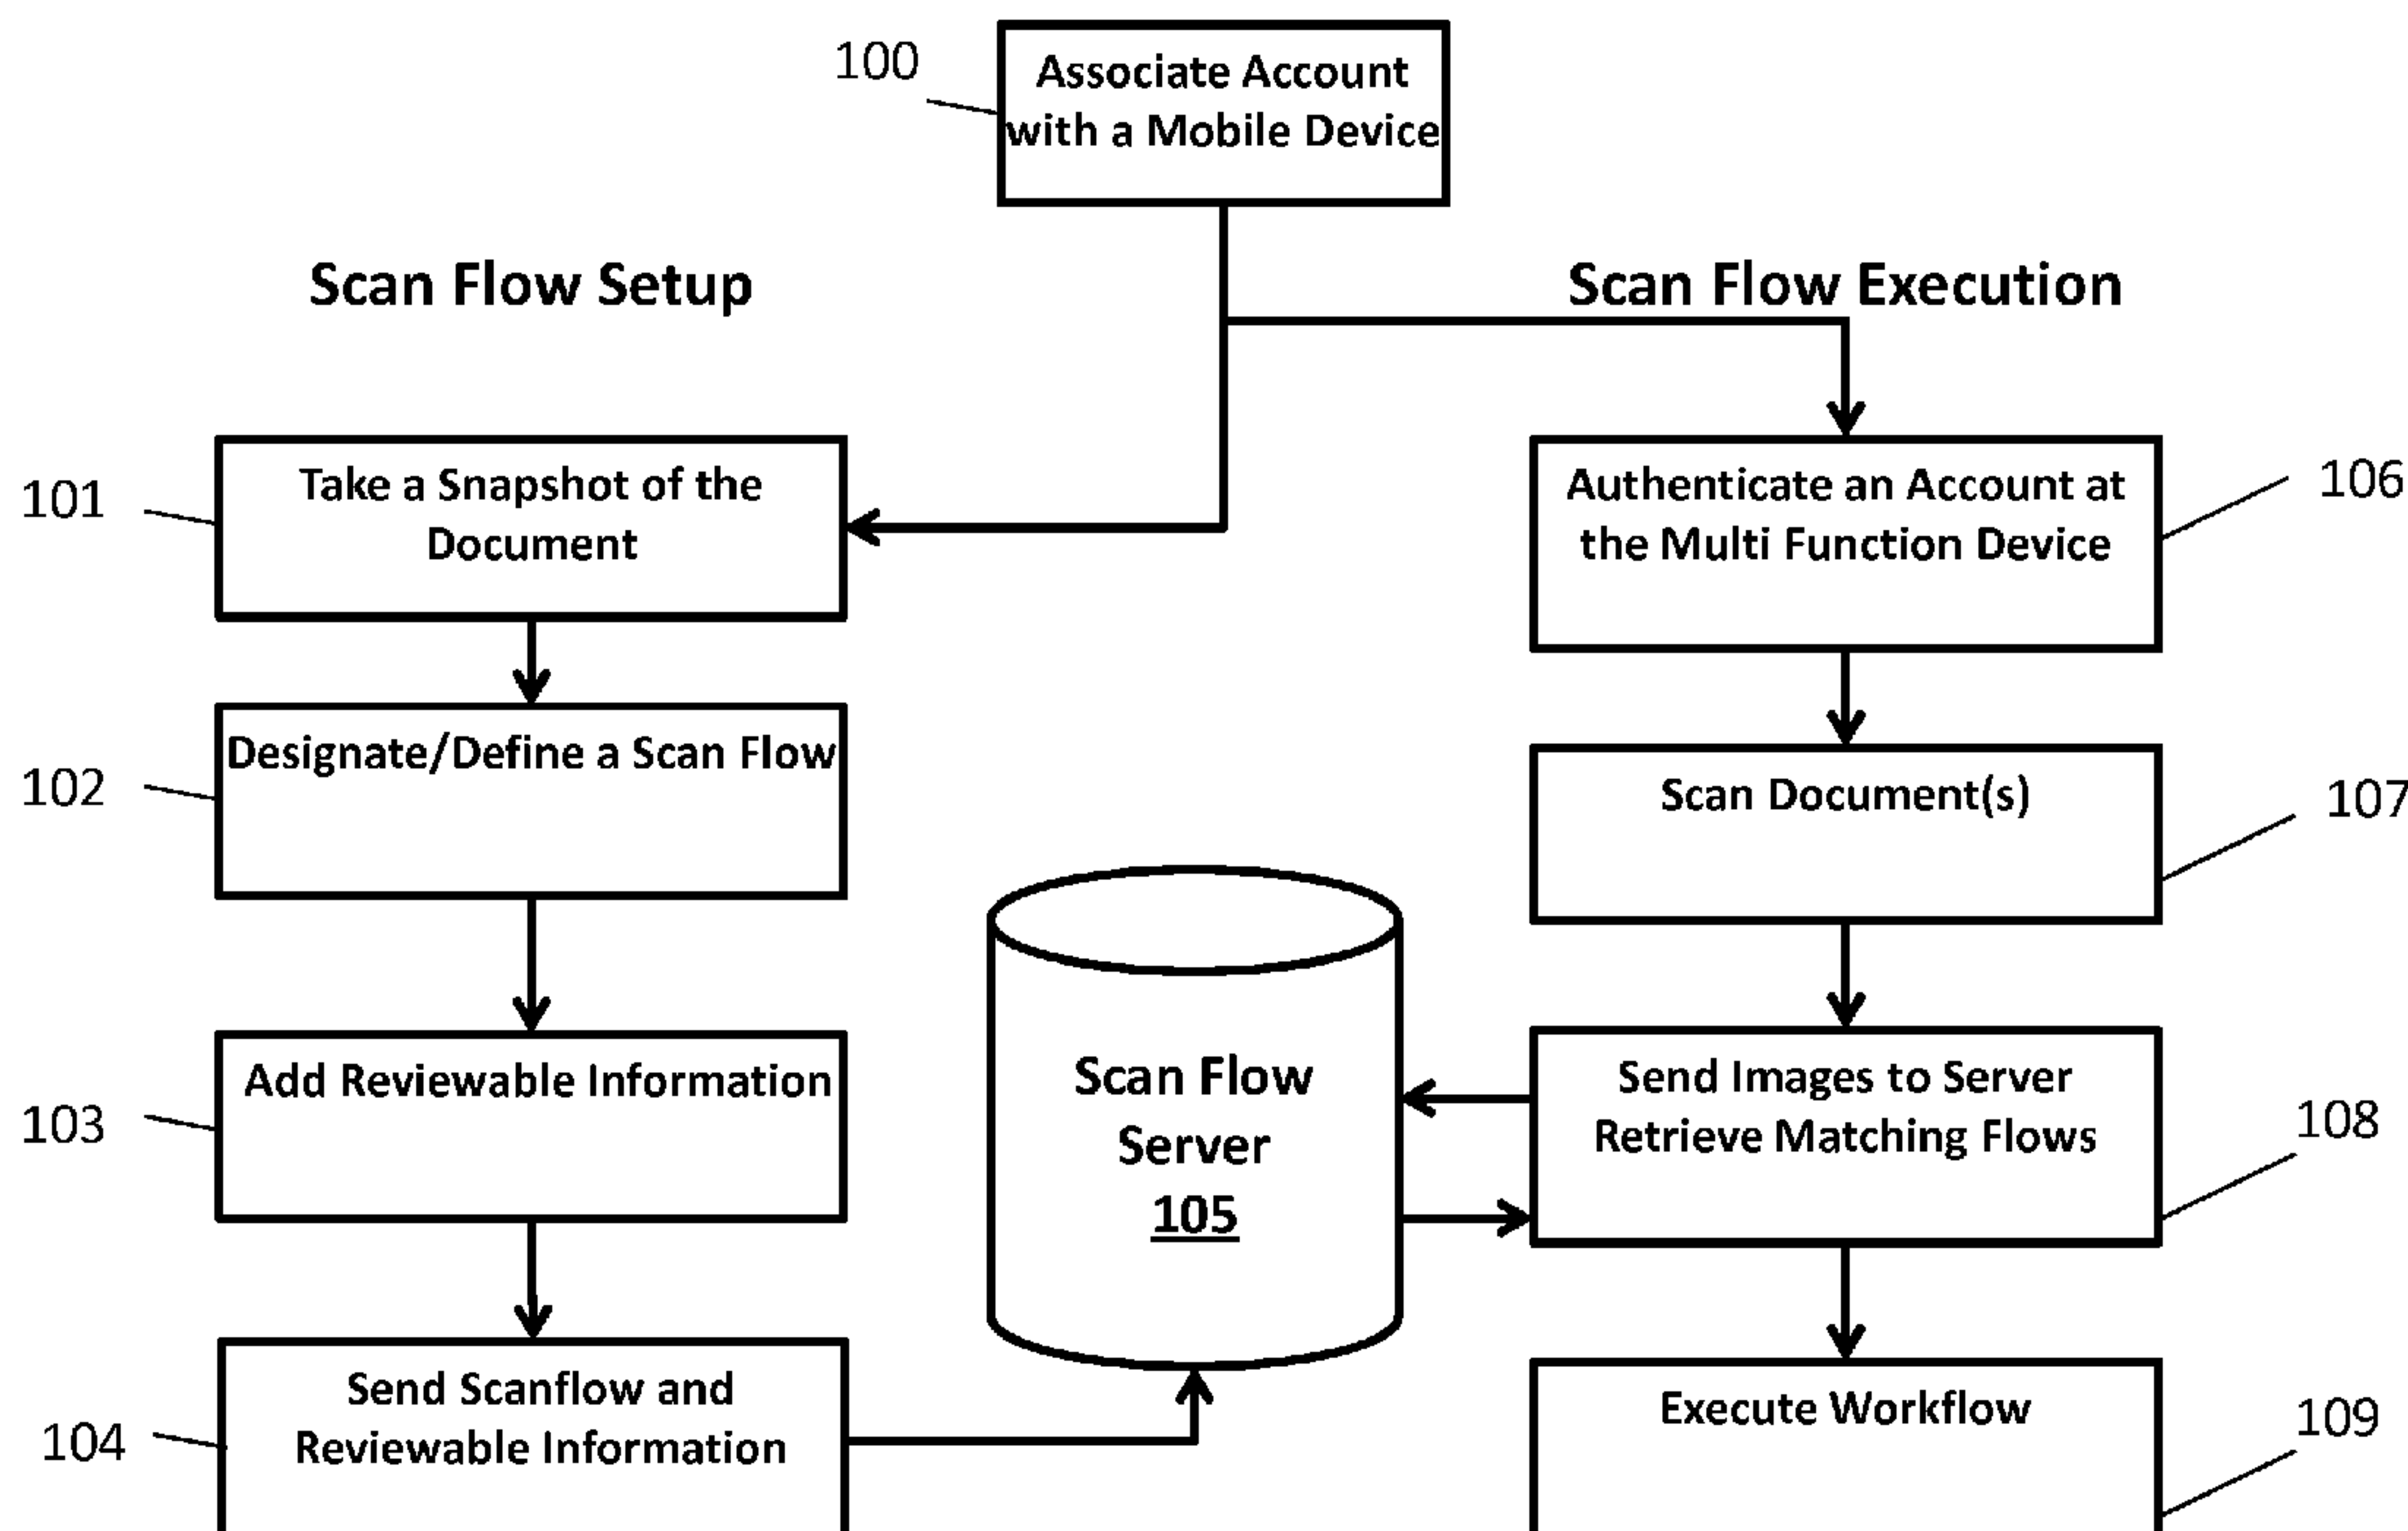 100
Associate Account
with a Mobile Device
Scan Flow Setup
Scan Flow Execution
101
Take a Snapshot of the
Document
Authenticate an Account at
the Multi Function Device
106
102
Designate/Define a Scan Flow
Scan Document(s)
107
103
Add Reviewable Information
Scan Flow
Server
105
Send Images to Server
Retrieve Matching Flows
108
104
Send Scanflow and
Reviewable Information
Execute Workflow
109